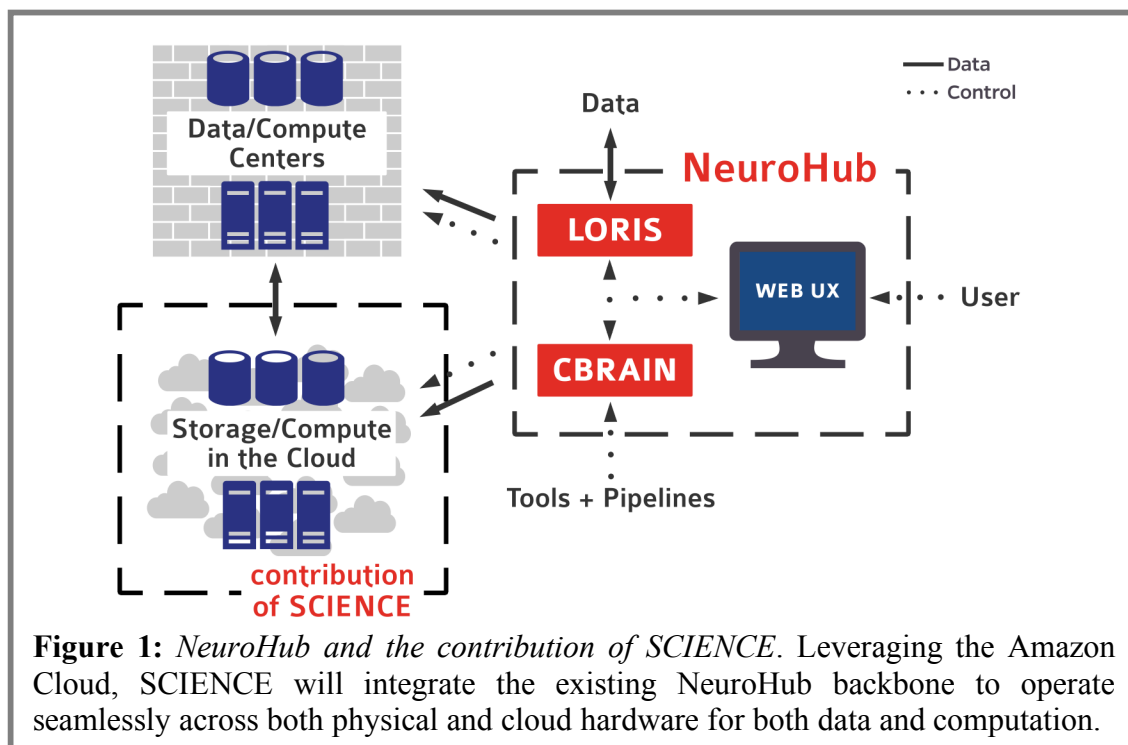 Data
Control
Data/Compute
Centers
Data
NeuroHub
LORIS
WEB UX
User
CBRAIN
Storage/Compute
in the Cloud
Tools + Pipelines
contribution
of SCIENCE
Figure 1: NeuroHub and the contribution of SCIENCE. Leveraging the Amazon
Cloud, SCIENCE will integrate the existing NeuroHub backbone to operate
seamlessly across both physical and cloud hardware for both data and computation.